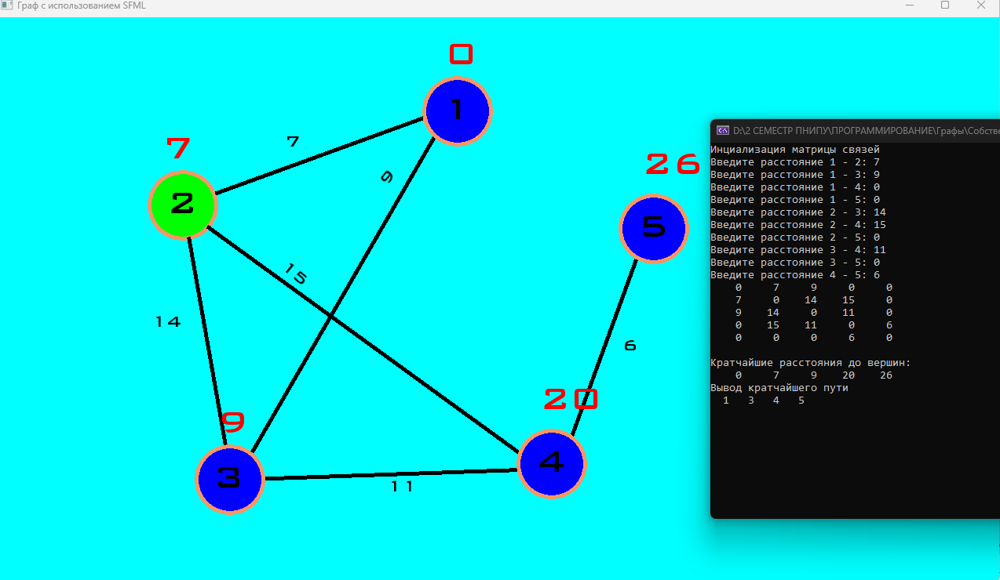 Граф с использованием SFML
0
1
7
7
9
26
2
5
15
14
6
20
9
4
3
11
D:\2 СЕМЕСТР ПНИПУ\ПРОГРАММИРОВАНИЕ\Графы\Собстве
Инциализация матрицы связей
Введите расстояние 1 - 2: 7
Введите расстояние 1 - 3: 9
Введите расстояние 1 - 4: 0
Введите расстояние 1 - 5: 0
Введите расстояние 2 - 3: 14
Введите расстояние 2 - 4: 15
Введите расстояние 2 - 5: 0
Введите расстояние 3 - 4: 11
Введите расстояние 3 - 5: 0
Введите расстояние 4 - 5: 6
0 7 9 0 0
7 0 14 15 0
9 14 0 11 0
0 15 11 0 6
0 0 0 6 0
Кратчайшие расстояния до вершин:
0 7 9 20 26
Вывод кратчайшего пути
1 3 4 5